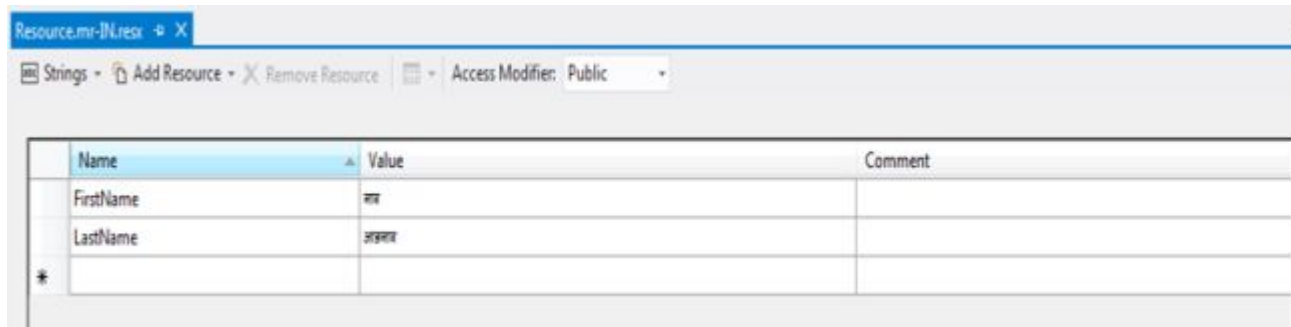 Resource.mr-IN.resx
Strings Add Resource Remove Resource Access Modifier: Public
Name Value Comment
FirstName नाव
LastName आडनाव
*